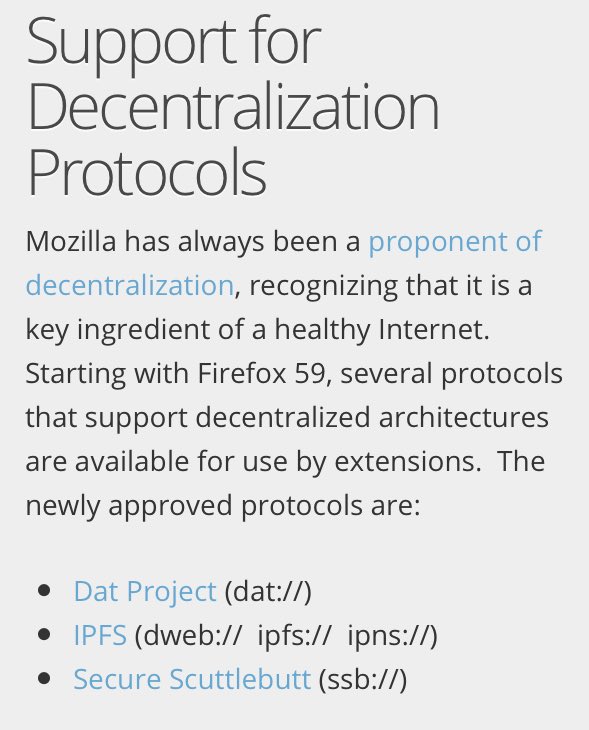 Support for
Decentralization
Protocols
Mozilla has always been a proponent of
decentralization, recognizing that it is a
key ingredient of a healthy Internet.
Starting with Firefox 59, several protocols
that support decentralized architectures
are available for use by extensions.  The
newly approved protocols are:
• Dat Project (dat://)
• IPFS (dweb://  ipfs://  ipns://)
• Secure Scuttlebutt (ssb://)